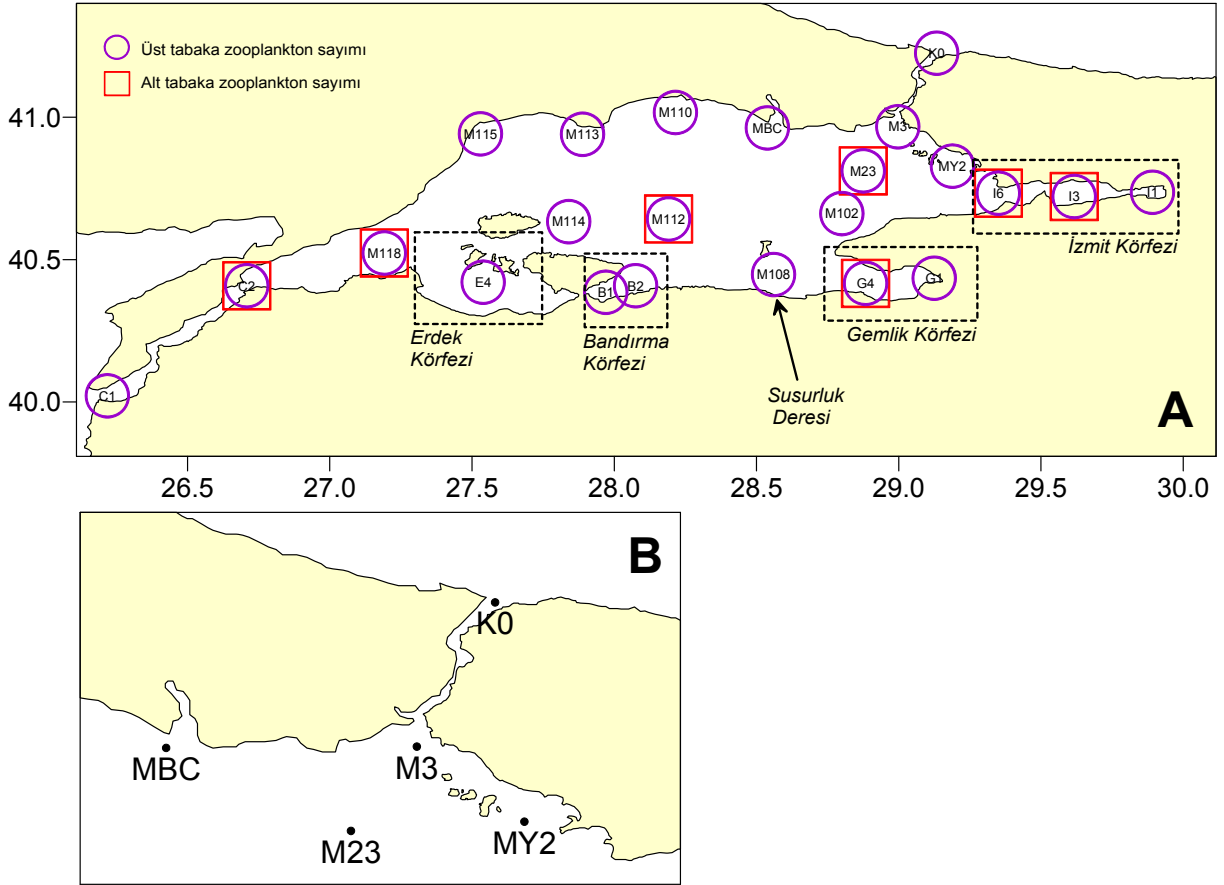 Üst tabaka zooplankton sayımı
Alt tabaka zooplankton sayımı
K0
M115
M113
M110
MBC
M3
MY2
M23
I6
I3
I1
M114
M112
M102
İzmit Körfezi
M118
C2
E4
B1
B2
M108
G4
G1
Erdek
Körfezi
Bandırma
Körfezi
Gemlik Körfezi
Susurluk
Deresi
C1
A
41.0
40.5
40.0
26.5
27.0
27.5
28.0
28.5
29.0
29.5
30.0
B
K0
MBC
M3
M23
MY2